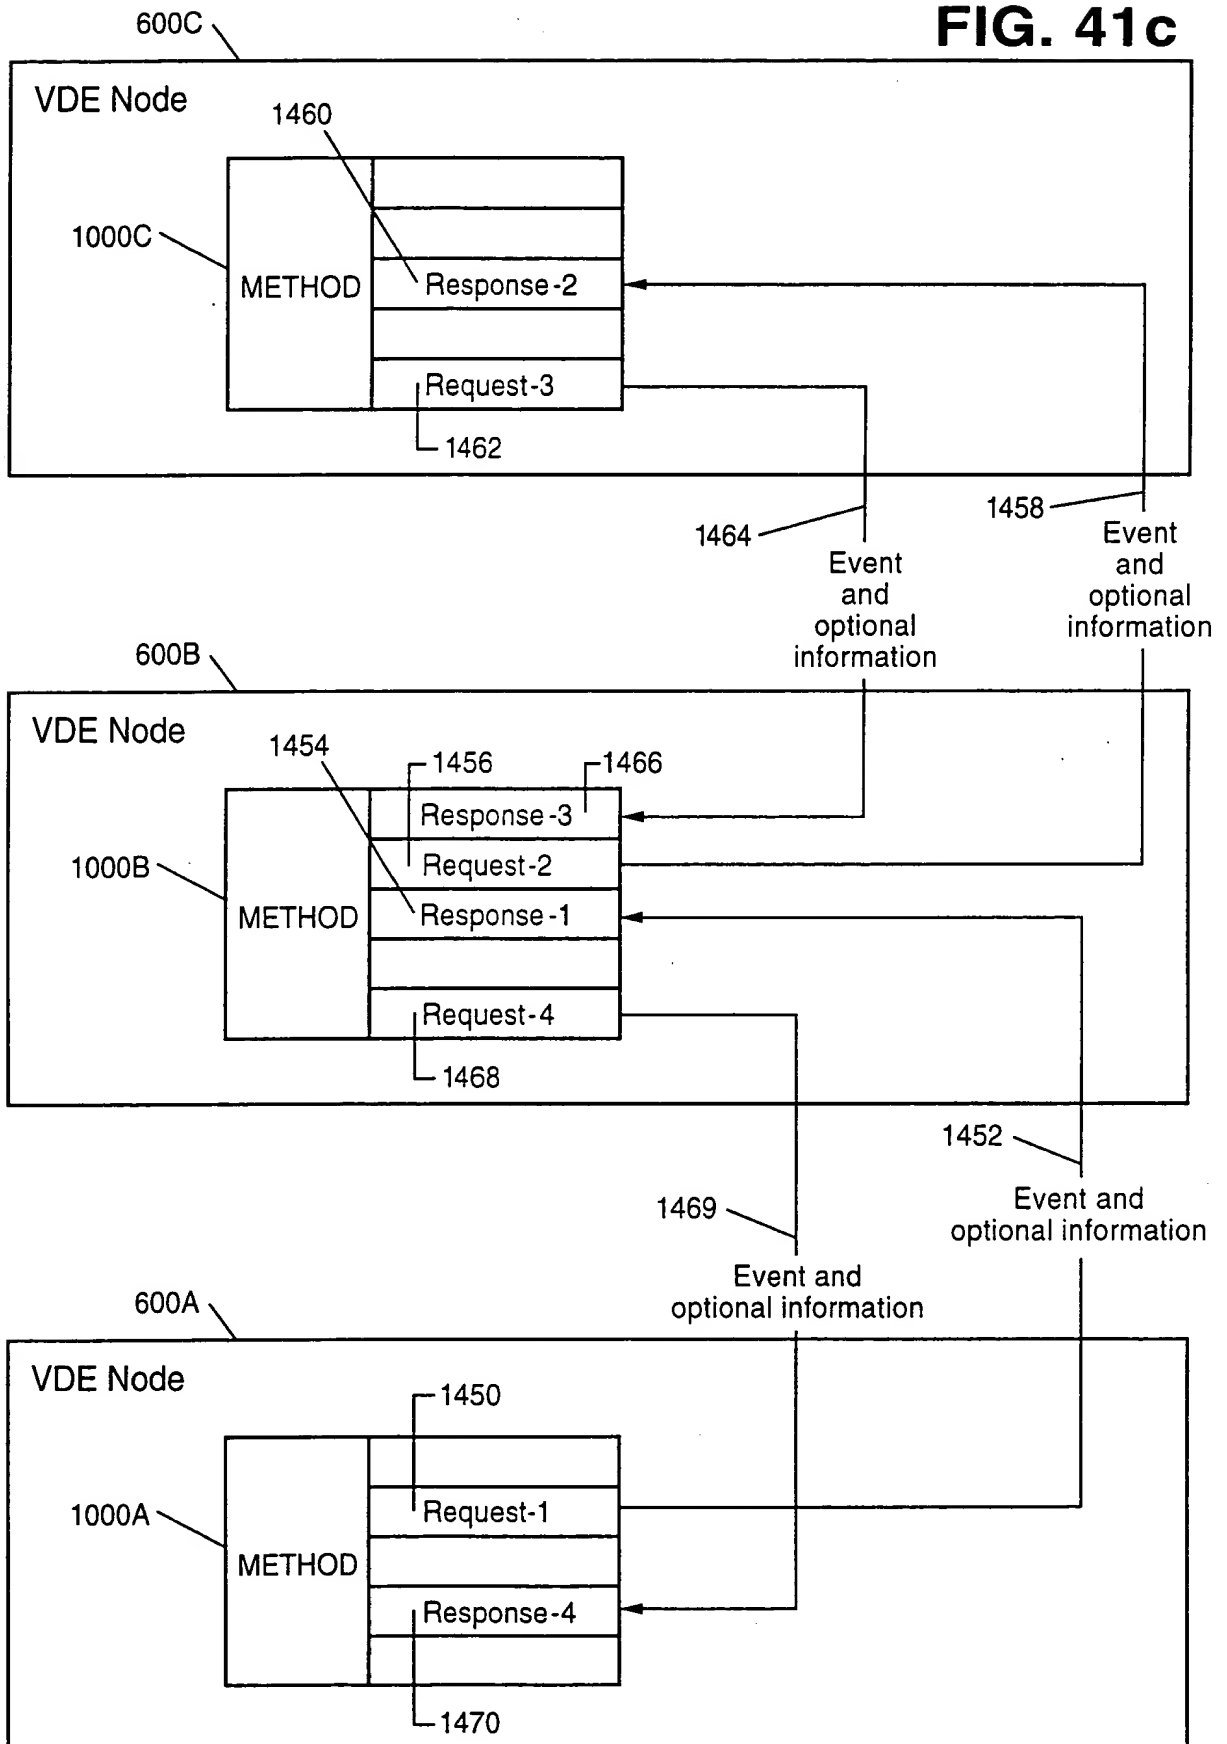 600C
FIG. 41c
VDE Node
1460
1000C
METHOD
Response-2
Request-3
1462
1464
1458
Event
and
optional
information
Event
and
optional
information
600B
VDE Node
1454
1456
1466
1000B
METHOD
Response-3
Request-2
Response-1
Request-4
1468
1452
Event and
optional information
1469
Event and
optional information
600A
VDE Node
1450
1000A
METHOD
Request-1
Response-4
1470